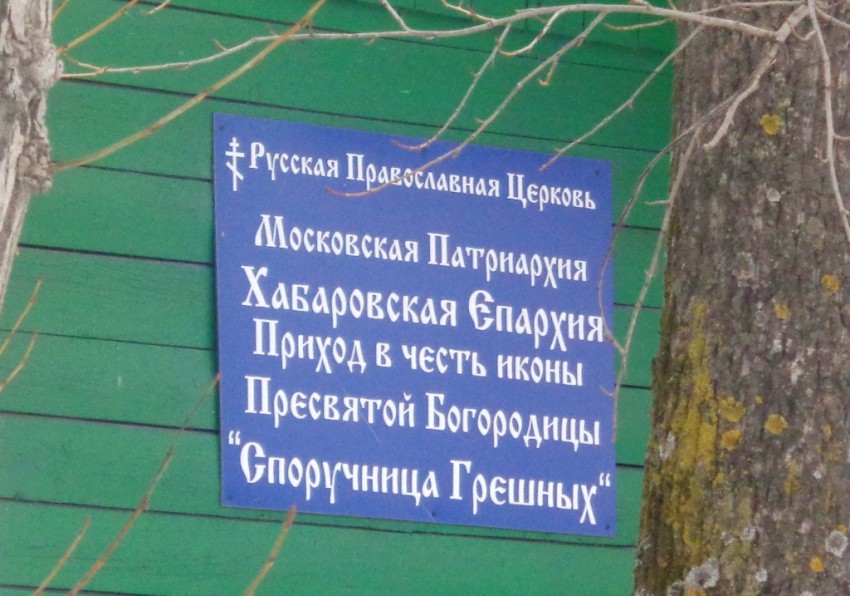 Русская Православная Церковь
Московская Патриархия
Хабаровская Епархия
Приход в честь иконы
Пресвятой Богородицы
“Споручница Грешных“